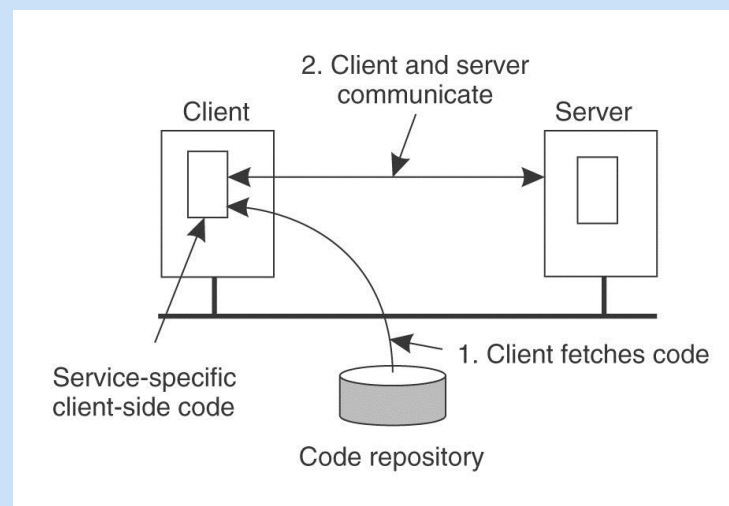 2. Client and server
communicate
Client
Server
1. Client fetches code
Service-specific
client-side code
Code repository